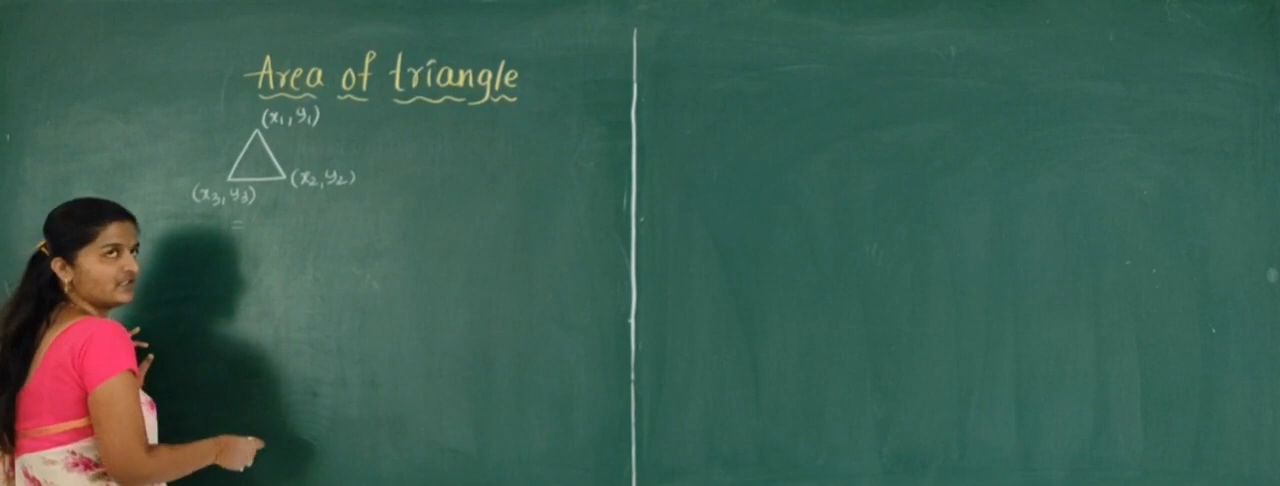 Area of triangle
(x₁, y₁)
(x₂, y₂)
(x₃, y₃)
=